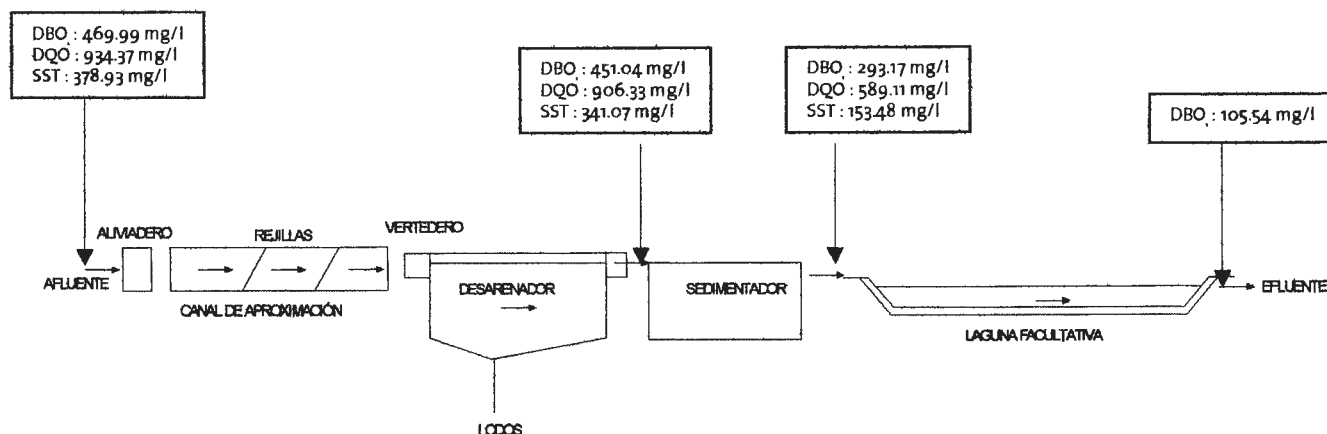 DBO, : 469.99 mg/l
DQO : 934.37 mg/l
SST : 378.93 mg/l
DBO, : 451.04 mg/l
DQO : 906.33 mg/l
SST : 341.07 mg/l
DBO, : 293.17 mg/l
DQO : 589.11 mg/l
SST : 153.48 mg/l
DBO, : 105.54 mg/l
ALIVIADERO
REJILLAS
VERTEDERO
AFLUENTE
DESARENADOR
SEDIMENTADOR
EFLUENTE
CANAL DE APROXIMACIÓN
LAGUNA FACULTATIVA
LODOS